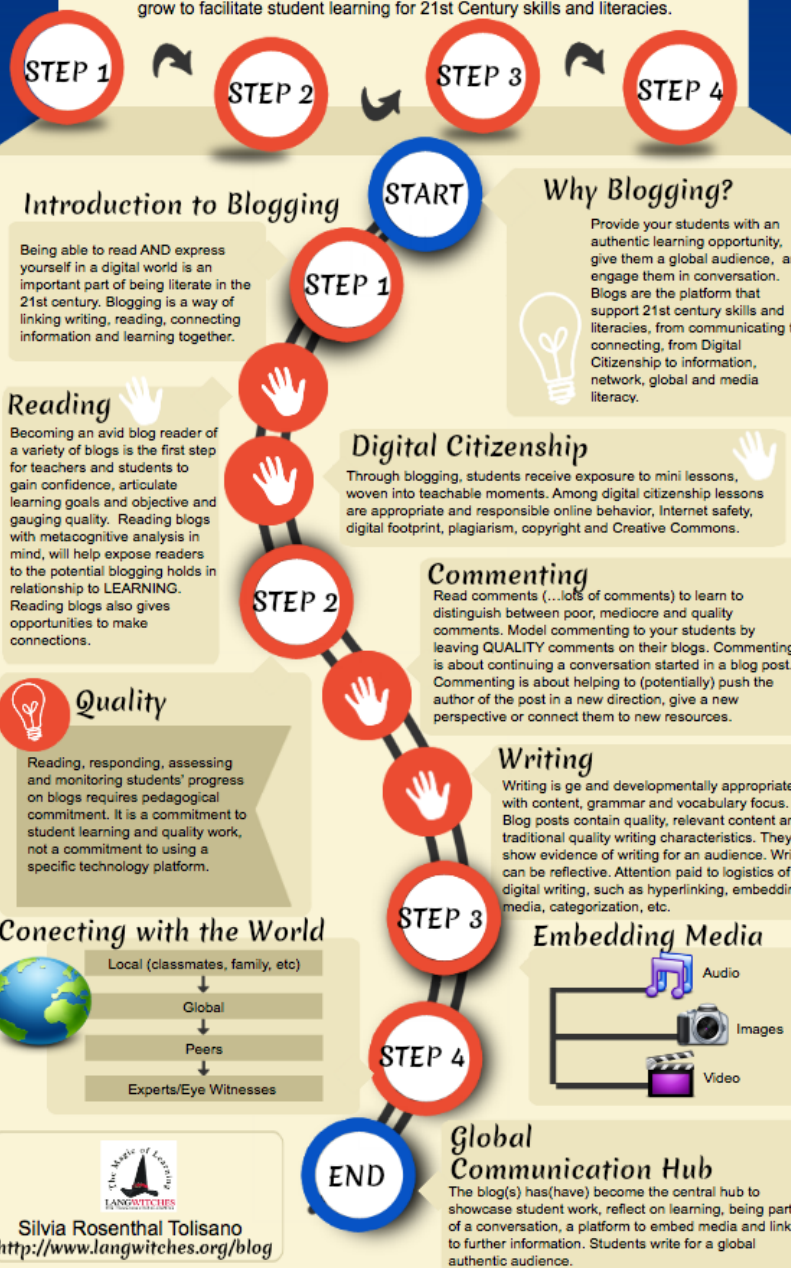 grow to facilitate student learning for 21st Century skills and literacies.
STEP 1
STEP 2
STEP 3
STEP 4
START
Why Blogging?
Provide your students with an
authentic learning opportunity,
give them a global audience,
engage them in conversation.
Blogs are the platform that
support 21st century skills and
literacies, from communicating
connecting, from Digital
Citizenship to information,
network, global and media
literacy.
Introduction to Blogging
Being able to read AND express
yourself in a digital world is an
important part of being literate in the
21st century. Blogging is a way of
linking writing, reading, connecting
information and learning together.
STEP 1
Reading
Becoming an avid blog reader of
a variety of blogs is the first step
for teachers and students to
gain confidence, articulate
learning goals and objective and
gauging quality. Reading blogs
with metacognitive analysis in
mind, will help expose readers
to the potential blogging holds in
relationship to LEARNING.
Reading blogs also gives
opportunities to make
connections.
Digital Citizenship
Through blogging, students receive exposure to mini lessons,
woven into teachable moments. Among digital citizenship lessons
are appropriate and responsible online behavior, Internet safety,
digital footprint, plagiarism, copyright and Creative Commons.
STEP 2
Commenting
Read comments (...lots of comments) to learn to
distinguish between poor, mediocre and quality
comments. Model commenting to your students by
leaving QUALITY comments on their blogs. Commenting
is about continuing a conversation started in a blog post.
Commenting is about helping to (potentially) push the
author of the post in a new direction, give a new
perspective or connect them to new resources.
Quality
Reading, responding, assessing
and monitoring students' progress
on blogs requires pedagogical
commitment. It is a commitment to
student learning and quality work,
not a commitment to using a
specific technology platform.
Writing
Writing is ge and developmentally appropriate
with content, grammar and vocabulary focus.
Blog posts contain quality, relevant content
traditional quality writing characteristics. They
show evidence of writing for an audience.
can be reflective. Attention paid to logistics of
digital writing, such as hyperlinking,
media, categorization, etc.
STEP 3
Conecting with the World
Local (classmates, family, etc)
Global
Peers
Experts/Eye Witnesses
Embedding Media
Audio
Images
Video
STEP 4
END
Global
Communication Hub
The blog(s) has(have) become the central hub to
showcase student work, reflect on learning, being part
of a conversation, a platform to embed media and link
to further information. Students write for a global
authentic audience.
The Magic of Learning
LANGWITCHES
Silvia Rosenthal Tolisano
http://www.langwitches.org/blog